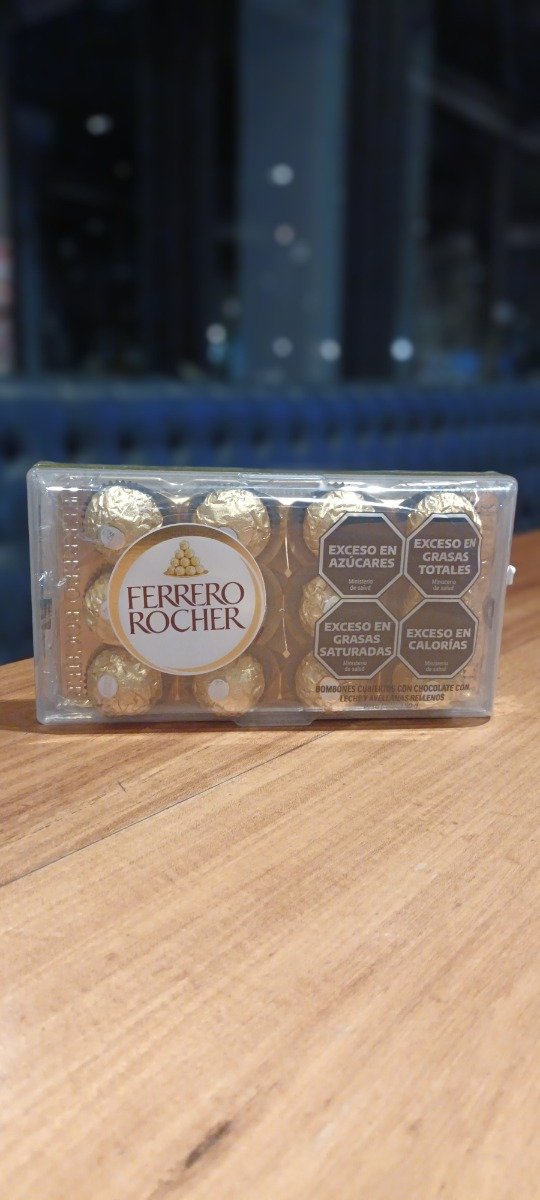 FERRERO
ROCHER
EXCESO EN
AZÚCARES
Ministerio
de salud
EXCESO EN
GRASAS
TOTALES
Ministerio
de salud
EXCESO EN
GRASAS
SATURADAS
Ministerio
de salud
EXCESO EN
CALORÍAS
Ministerio
de salud
BOMBONES CUBIERTOS CON CHOCOLATE CON
LECHE Y AVELLANAS RELLENOS